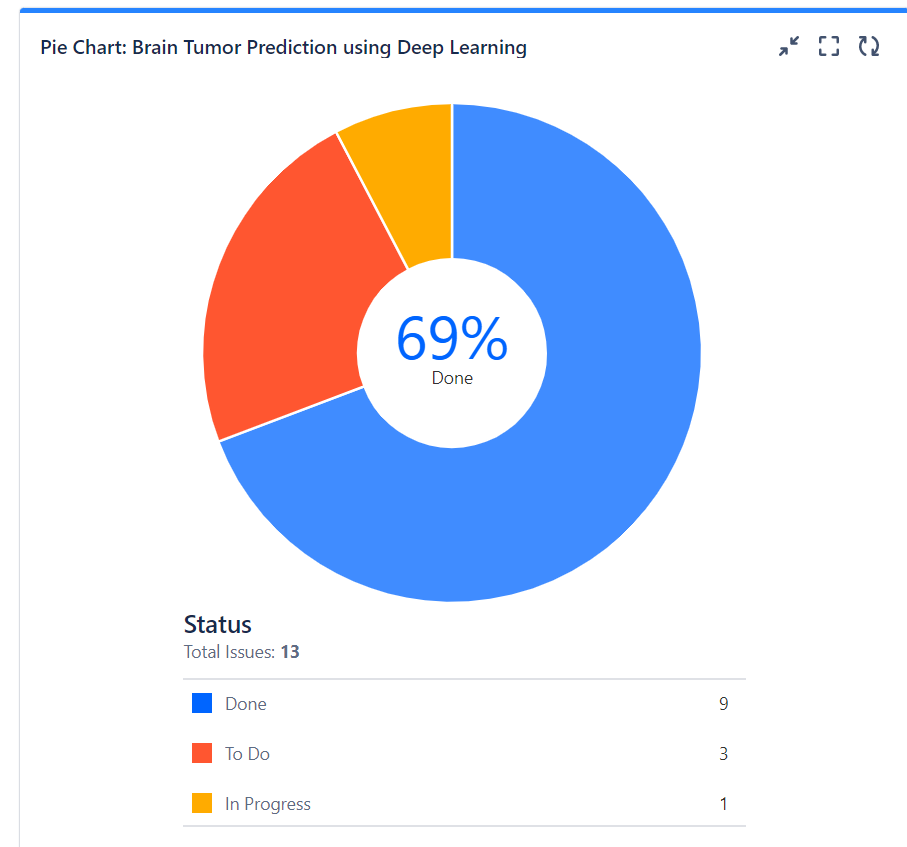 Pie Chart: Brain Tumor Prediction using Deep Learning
69%
Done
Status
Total Issues: 13
Done 9
To Do 3
In Progress 1